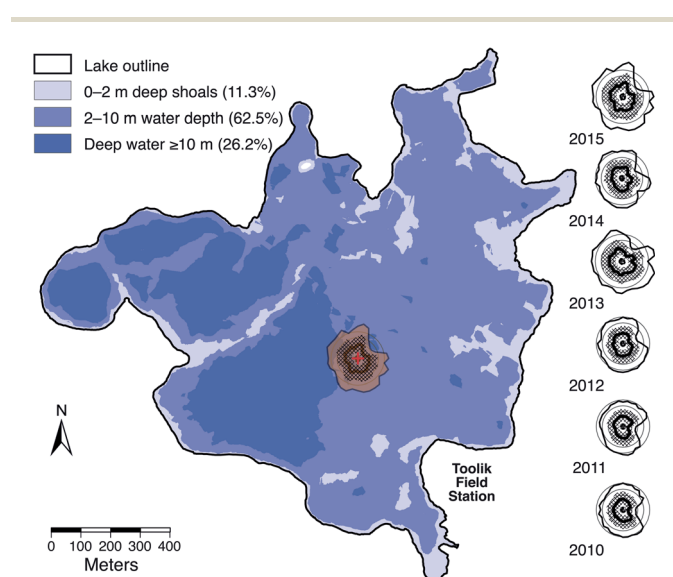 Lake outline
0–2 m deep shoals (11.3%)
2–10 m water depth (62.5%)
Deep water ≥10 m (26.2%)
2015
2014
2013
2012
2011
2010
N
Toolik
Field
Station
0 100 200 300 400
Meters